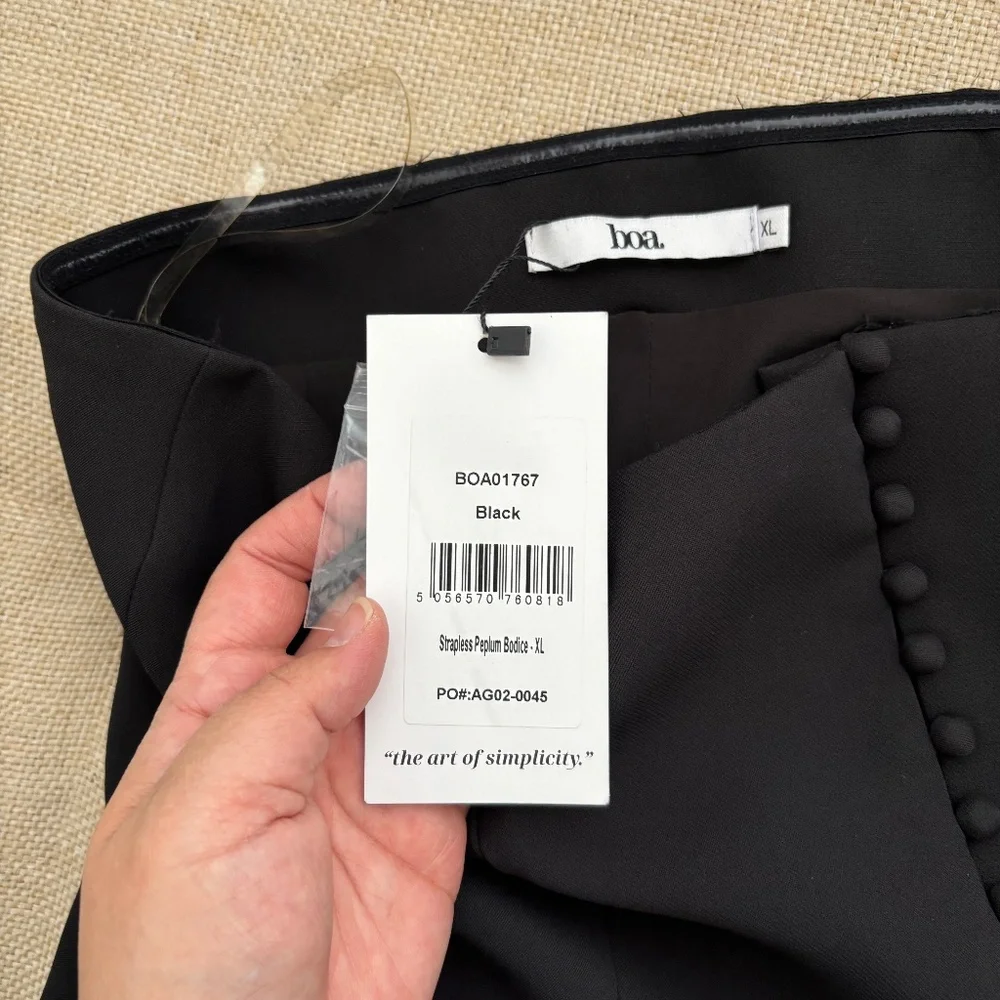 boa.
XL
BOA01767
Black
5 056570 760818
Strapless Peplum Bodice - XL
PO#:AG02-0045
“the art of simplicity.”